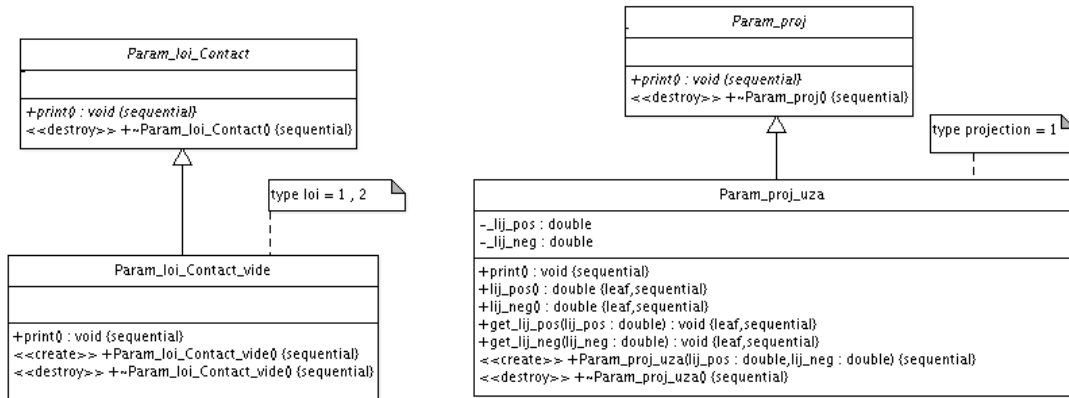 Param_loi_Contact
+print() : void {sequential}
<<destroy>> +~Param_loi_Contact() {sequential}
type loi = 1 , 2
Param_loi_Contact_vide
+print() : void {sequential}
<<create>> +Param_loi_Contact_vide() {sequential}
<<destroy>> +~Param_loi_Contact_vide() {sequential}
Param_proj
+print() : void {sequential}
<<destroy>> +~Param_proj() {sequential}
type projection = 1
Param_proj_uza
-_lij_pos : double
-_lij_neg : double
+print() : void {sequential}
+lij_pos() : double {leaf,sequential}
+lij_neg() : double {leaf,sequential}
+get_lij_pos(lij_pos : double) : void {leaf,sequential}
+get_lij_neg(lij_neg : double) : void {leaf,sequential}
<<create>> +Param_proj_uza(lij_pos : double,lij_neg : double) {sequential}
<<destroy>> +~Param_proj_uza() {sequential}